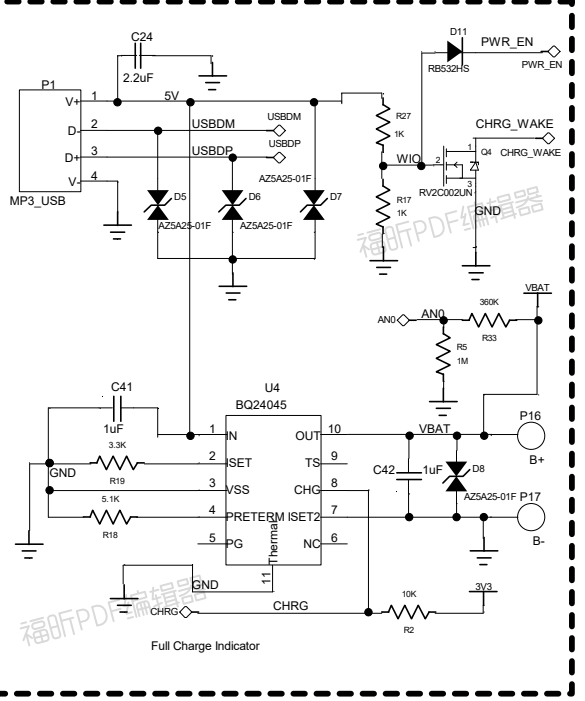 C24
2.2uF
P1
V+
1
5V
D-
2
USBDM
USBDM
D+
3
USBDP
USBDP
V-
4
MP3_USB
D5
AZ5A25-01F
D6
AZ5A25-01F
AZ5A25-01F
D7
D11
PWR_EN
PWR_EN
RB532HS
R27
1K
WIO
R17
1K
CHRG_WAKE
CHRG_WAKE
1
2
3
Q4
RV2C002UN
GND
福昕PDF编辑器
VBAT
AN0
AN0
360K
R33
R5
1M
C41
1uF
U4
BQ24045
1
IN
OUT
10
VBAT
P16
B+
3.3K
R19
GND
2
ISET
TS
9
C42
1uF
D8
AZ5A25-01F
3
VSS
CHG
8
P17
B-
5.1K
R18
4
PRETERM
ISET2
7
5
PG
NC
6
Thermal
11
GND
福昕PDF编辑器
CHRG
CHRG
10K
R2
3V3
Full Charge Indicator